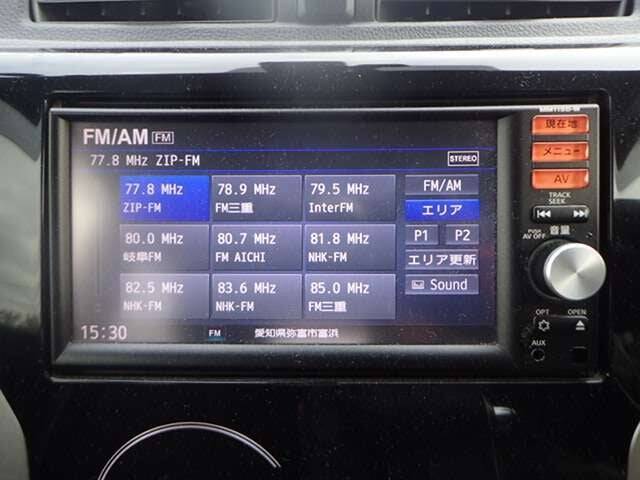 MM115D-W
FM/AM FM
77.8 MHz ZIP-FM STEREO
77.8 MHz 78.9 MHz 79.5 MHz FM/AM
ZIP-FM FM三重 InterFM エリア
80.0 MHz 80.7 MHz 81.8 MHz P1 P2
岐阜FM FM AICHI NHK-FM エリア更新
82.5 MHz 83.6 MHz 85.0 MHz Sound
NHK-FM NHK-FM FM三重
15:30 FM 愛知県弥富市富浜
現在地
メニュー
AV
TRACK
SEEK
PUSH 音量
AV OFF
OPT OPEN
AUX